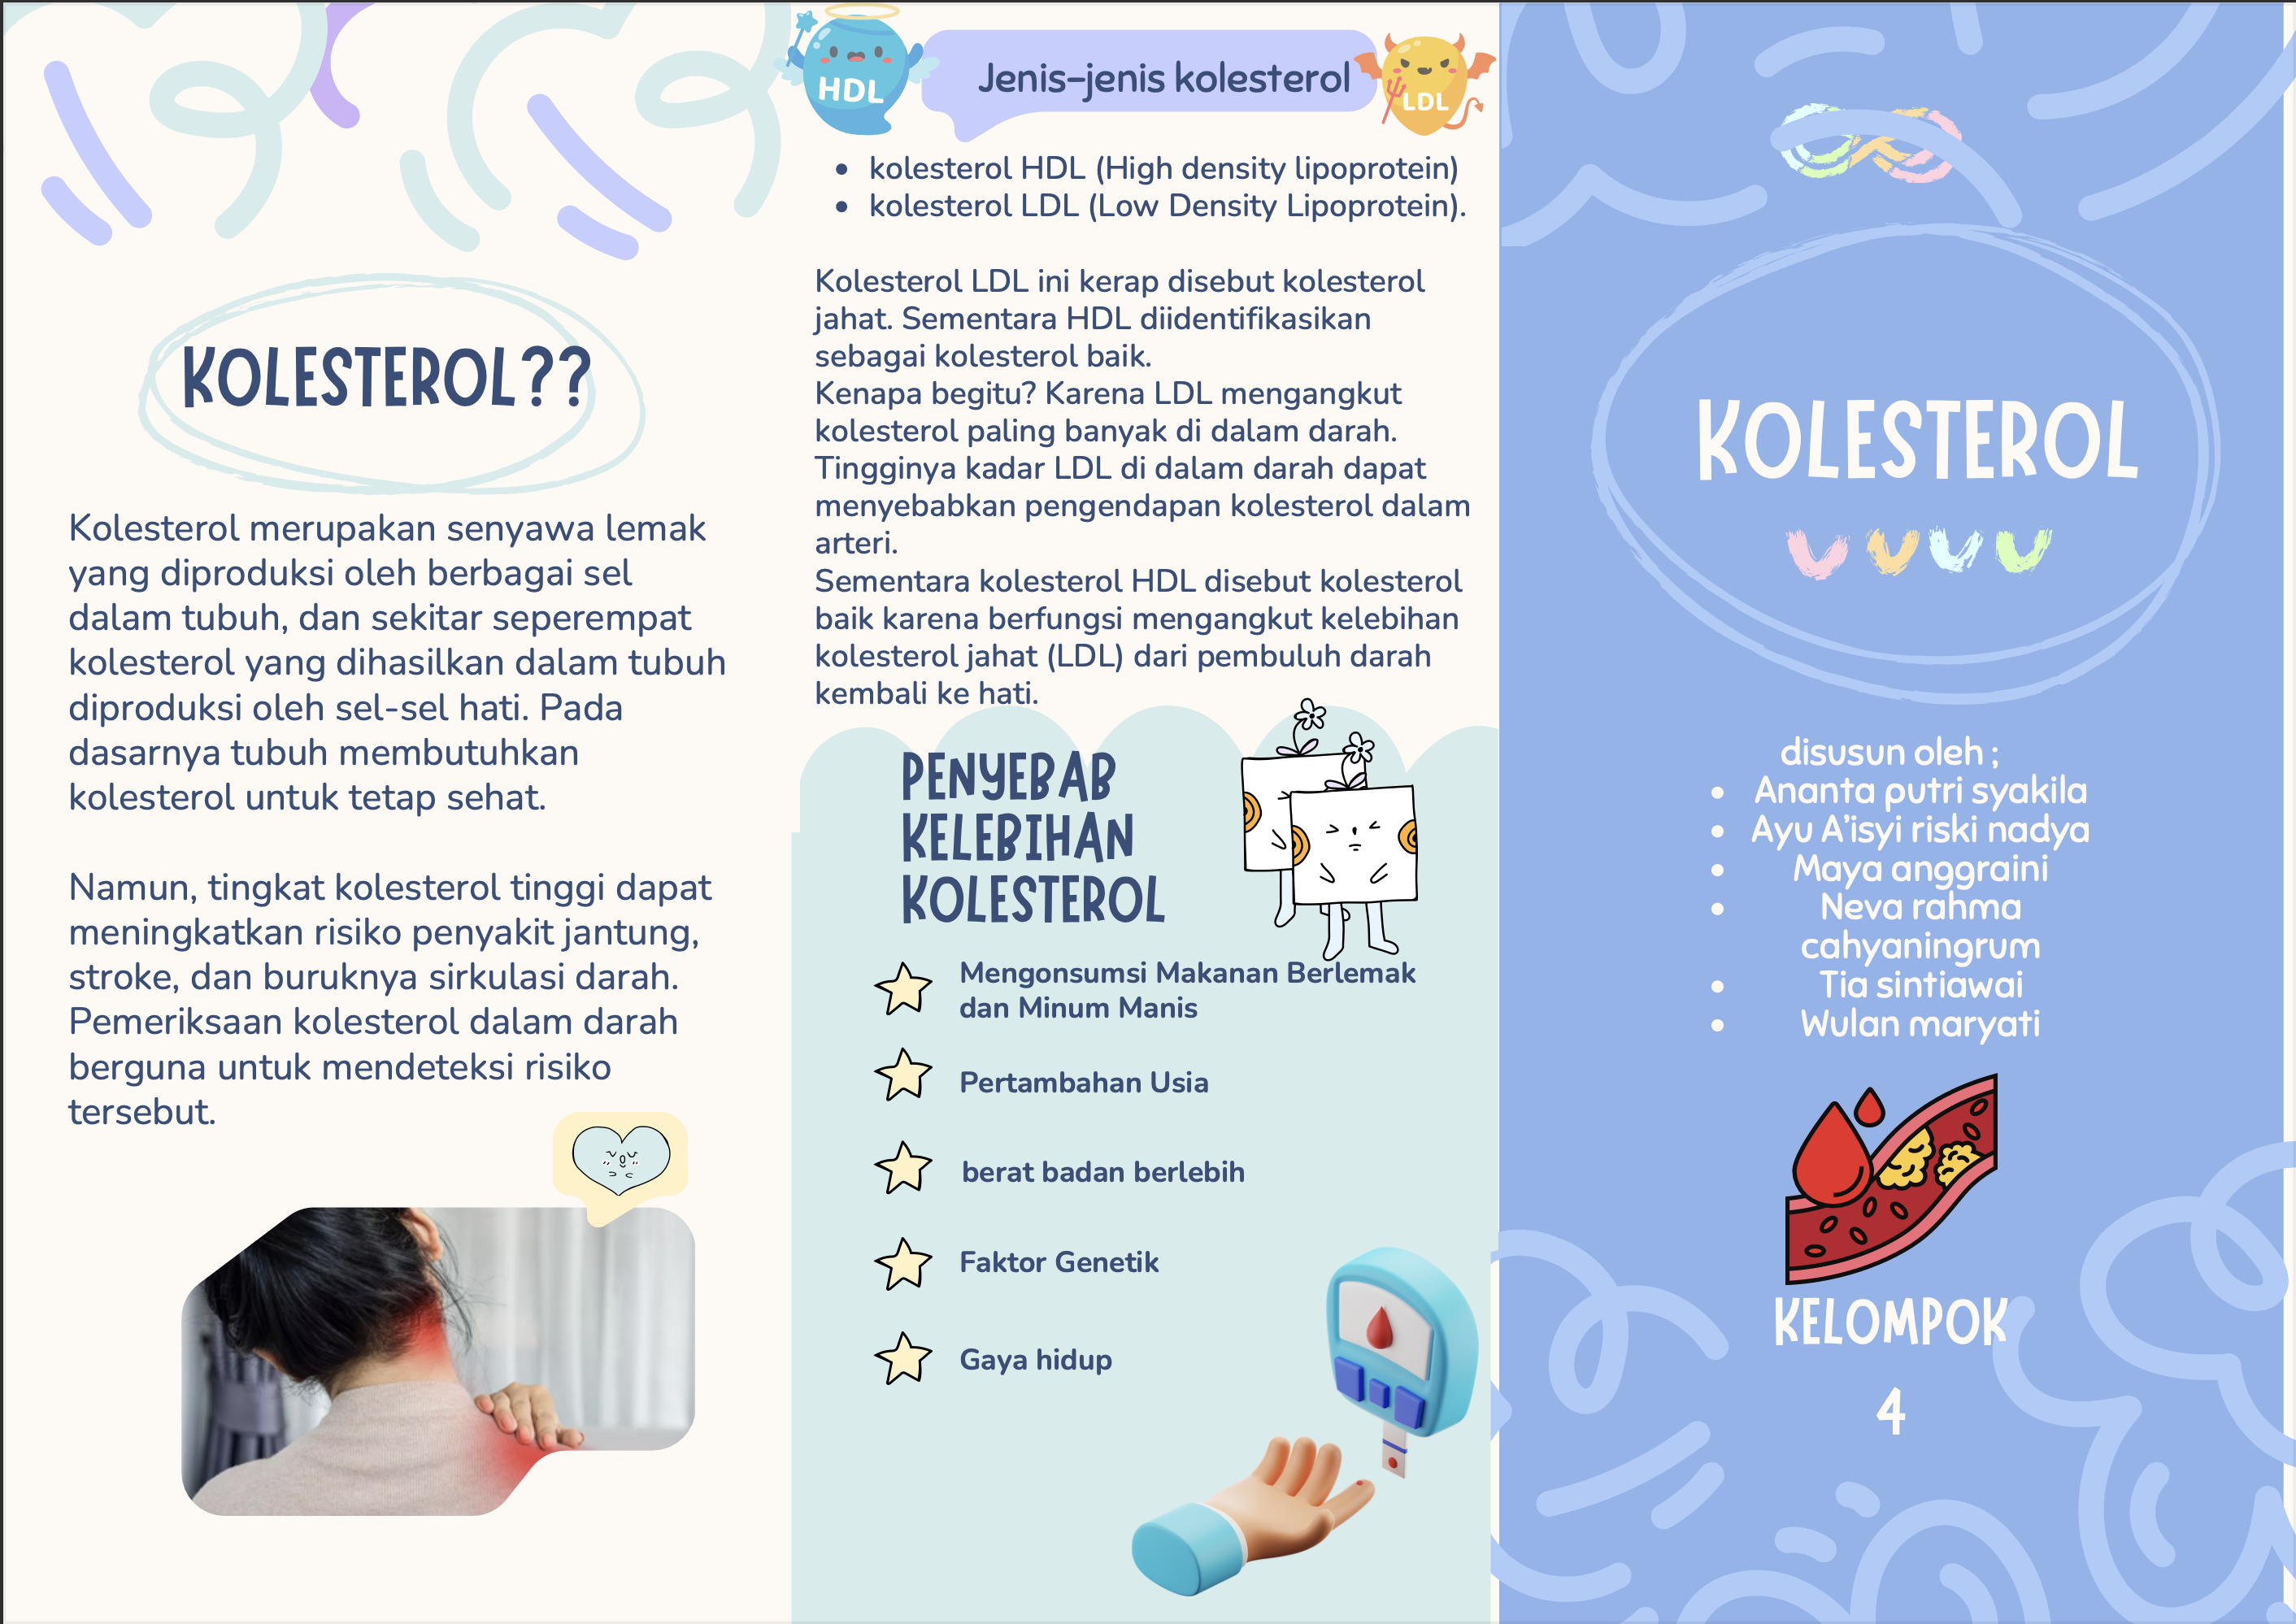 KOLESTEROL??
Kolesterol merupakan senyawa lemak
yang diproduksi oleh berbagai sel
dalam tubuh, dan sekitar seperempat
kolesterol yang dihasilkan dalam tubuh
diproduksi oleh sel-sel hati. Pada
dasarnya tubuh membutuhkan
kolesterol untuk tetap sehat.
Namun, tingkat kolesterol tinggi dapat
meningkatkan risiko penyakit jantung,
stroke, dan buruknya sirkulasi darah.
Pemeriksaan kolesterol dalam darah
berguna untuk mendeteksi risiko
tersebut.
HDL
Jenis-jenis kolesterol
LDL
• kolesterol HDL (High density lipoprotein)
• kolesterol LDL (Low Density Lipoprotein).
Kolesterol LDL ini kerap disebut kolesterol
jahat. Sementara HDL diidentifikasikan
sebagai kolesterol baik.
Kenapa begitu? Karena LDL mengangkut
kolesterol paling banyak di dalam darah.
Tingginya kadar LDL di dalam darah dapat
menyebabkan pengendapan kolesterol dalam
arteri.
Sementara kolesterol HDL disebut kolesterol
baik karena berfungsi mengangkut kelebihan
kolesterol jahat (LDL) dari pembuluh darah
kembali ke hati.
PENYEBAB
KELEBIHAN
KOLESTEROL
Mengonsumsi Makanan Berlemak
dan Minum Manis
Pertambahan Usia
berat badan berlebih
Faktor Genetik
Gaya hidup
KOLESTEROL
disusun oleh ;
• Ananta putri syakila
• Ayu A'isyi riski nadya
• Maya anggraini
• Neva rahma
cahyaningrum
• Tia sintiawai
• Wulan maryati
KELOMPOK
4